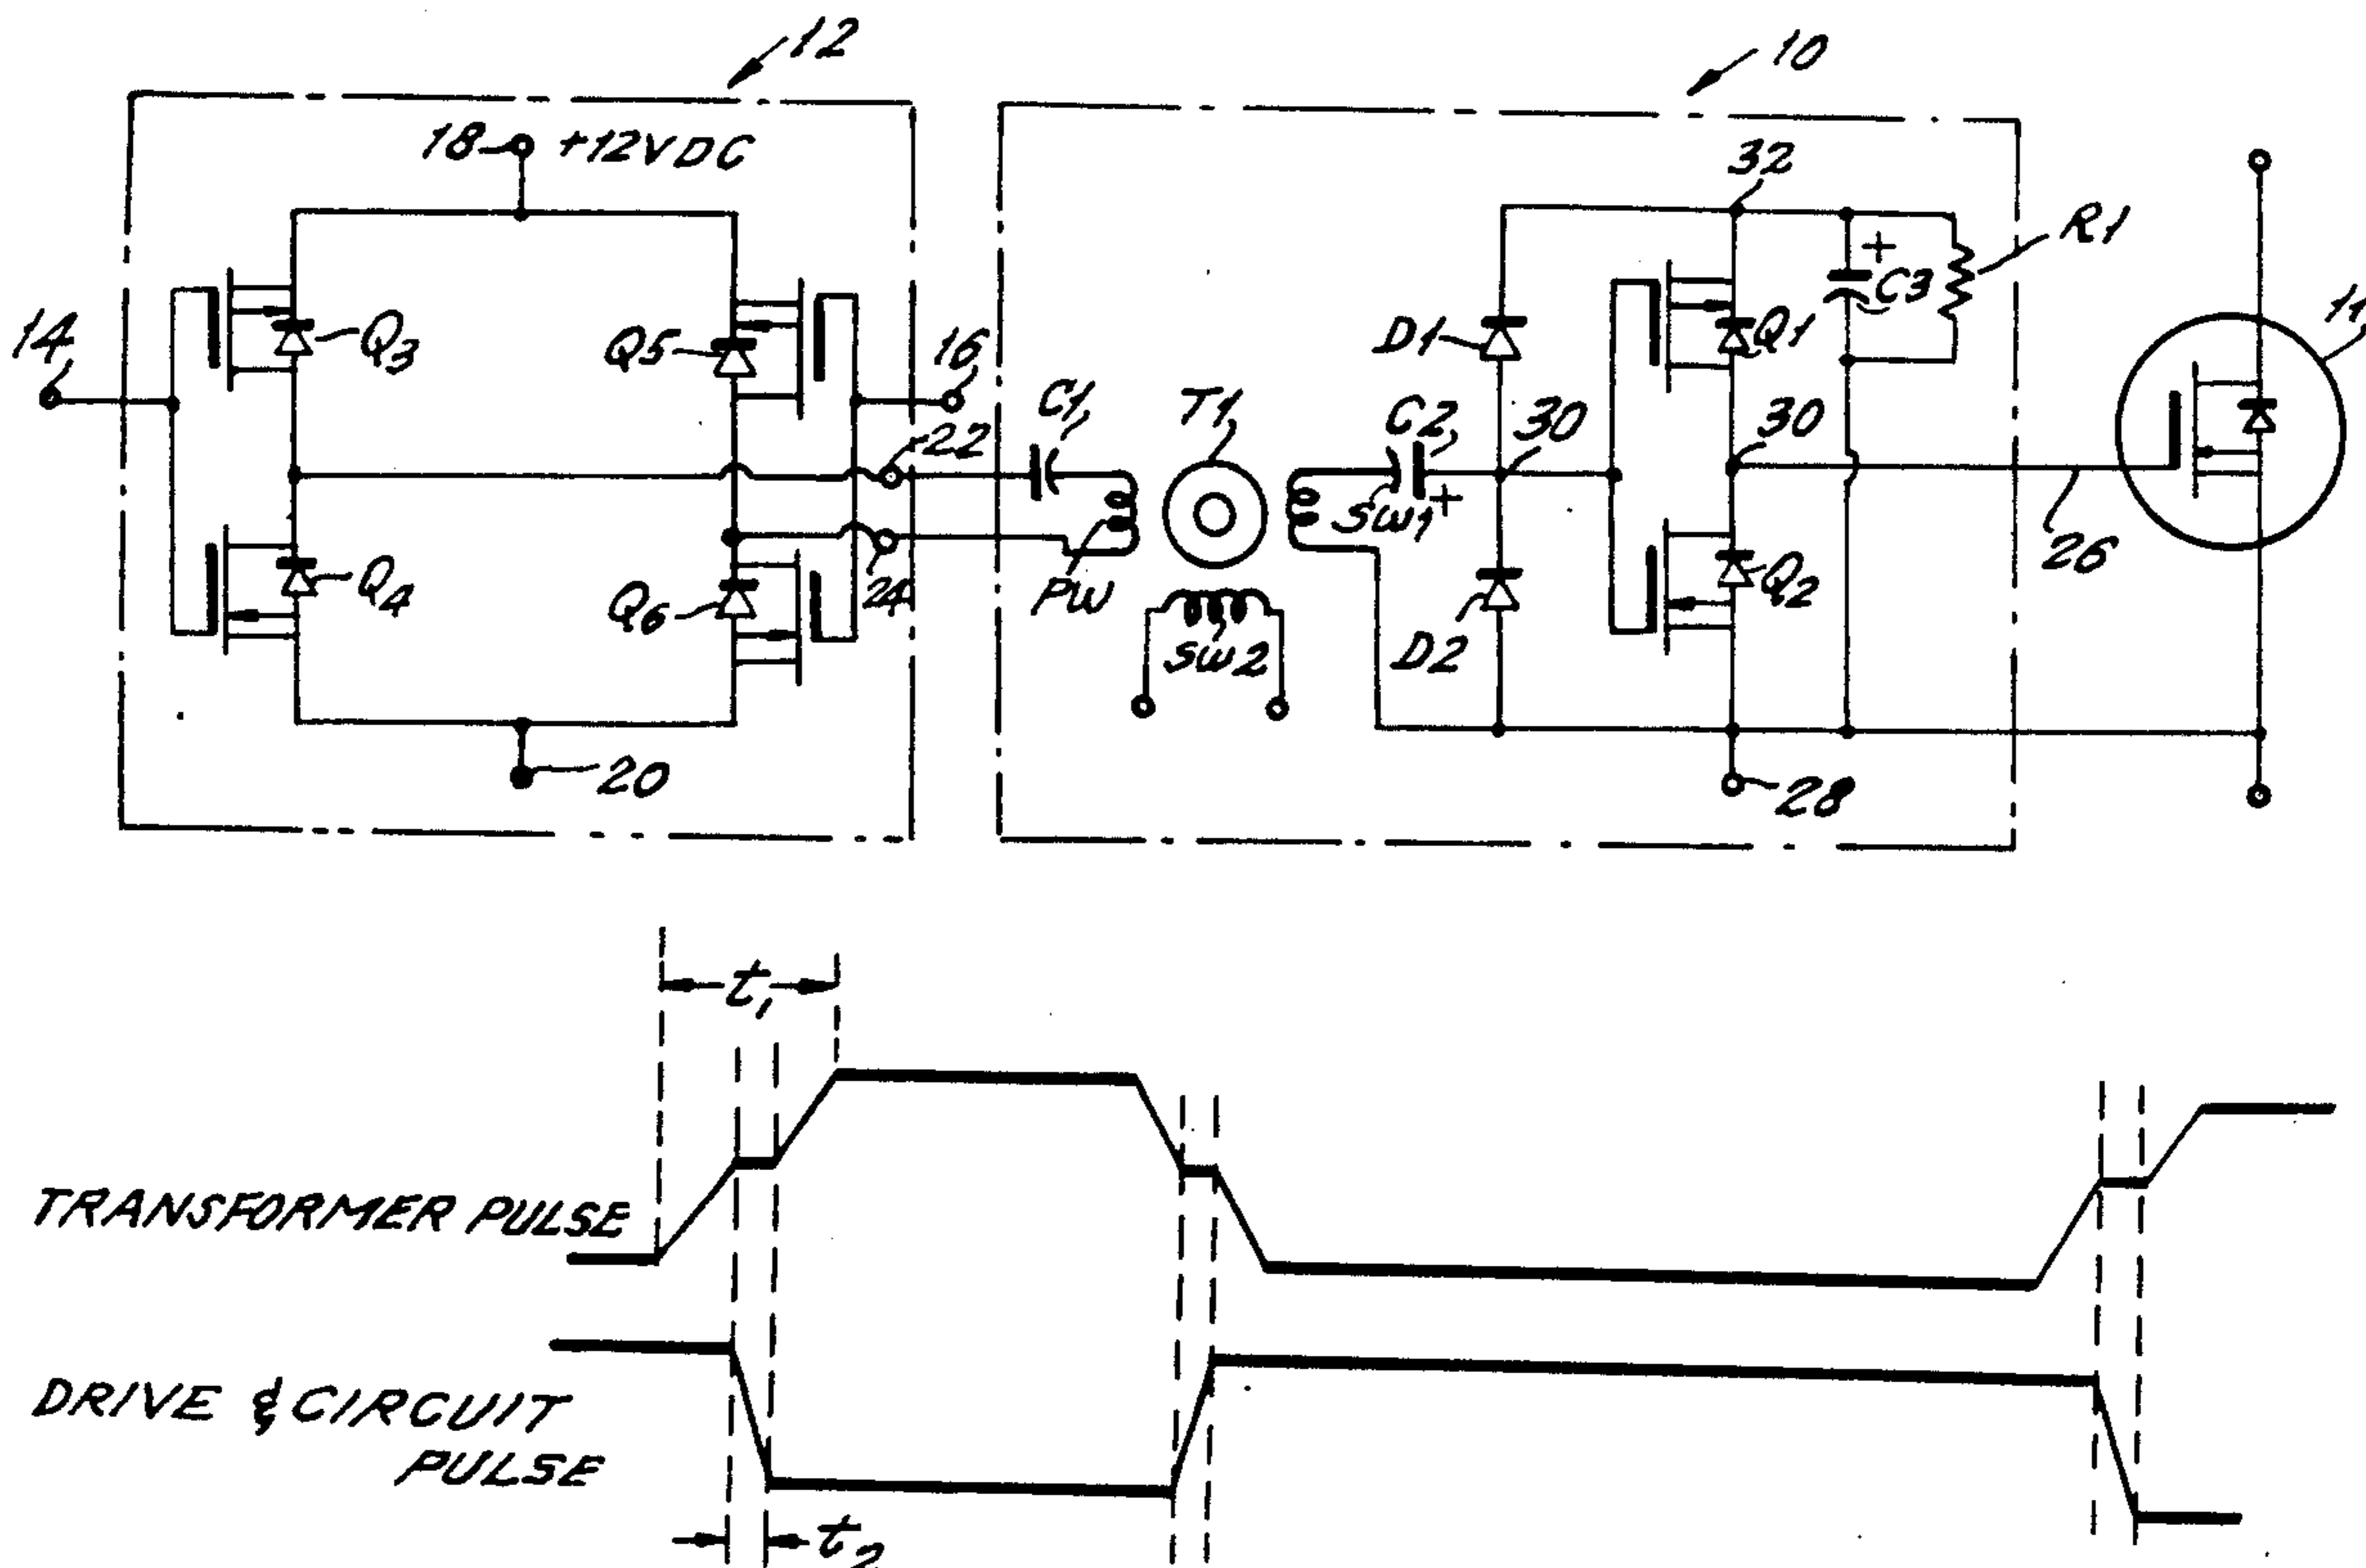 12
10
18 +12VDC
32
R1
14
Q3
Q5
16
C1
T1
C2
30
D1
Q1
+
C3
30
11
22
SW1
+
26
Q4
Q6
24
PW
SW2
D2
Q2
20
28
t1
TRANSFORMER PULSE
DRIVE & CIRCUIT
PULSE
t2